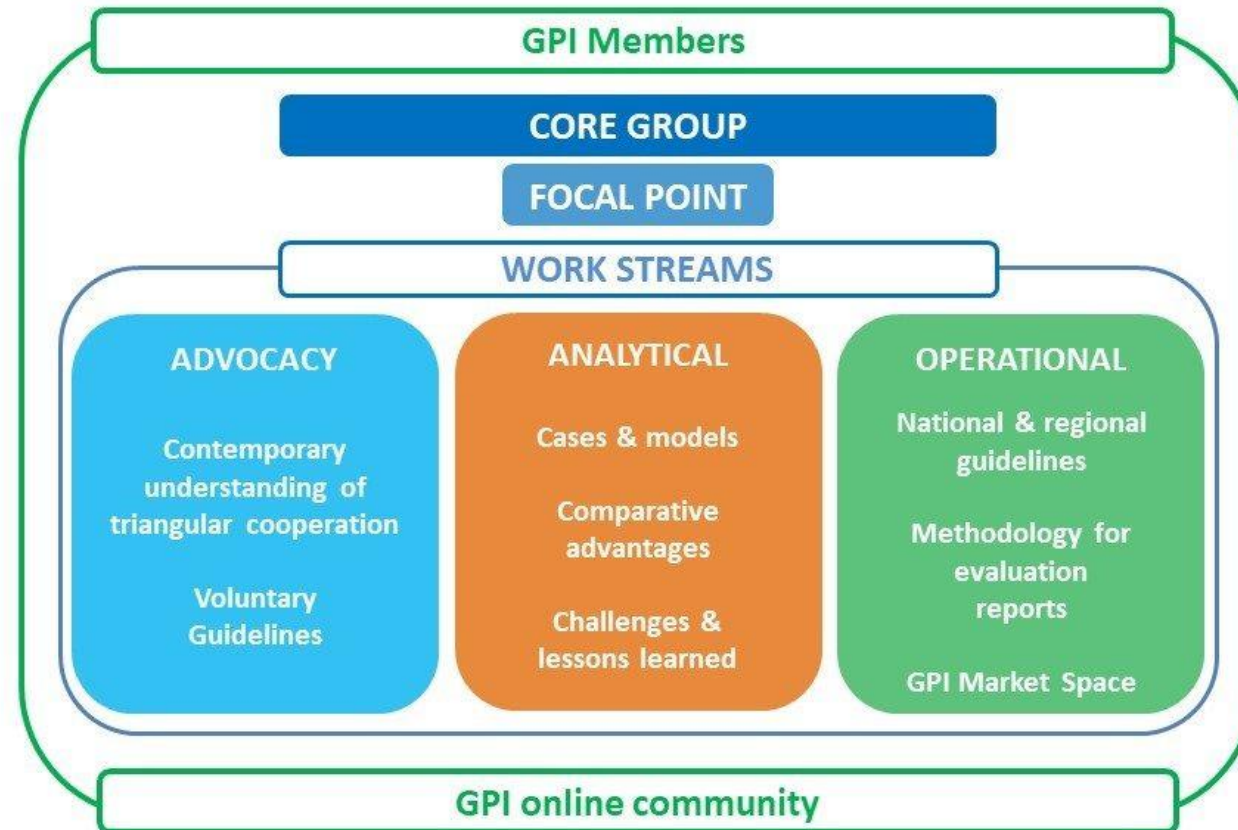 GPI Members
CORE GROUP
FOCAL POINT
WORK STREAMS
ADVOCACY
Contemporary
understanding of
triangular cooperation
Voluntary
Guidelines
ANALYTICAL
Cases & models
Comparative
advantages
Challenges &
lessons learned
OPERATIONAL
National & regional
guidelines
Methodology for
evaluation
reports
GPI Market Space
GPI online community